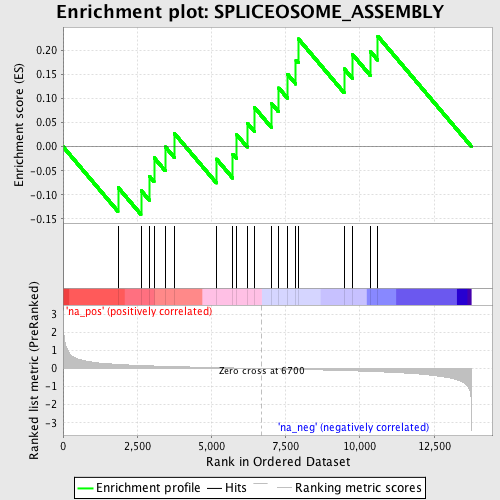 Enrichment plot: SPLICEOSOME_ASSEMBLY
Enrichment score (ES)
0.20
0.15
0.10
0.05
0.00
-0.05
-0.10
-0.15
Ranked list metric (PreRanked)
3
2
1
0
-1
-2
-3
'na_pos' (positively correlated)
Zero cross at 6700
'na_neg' (negatively correlated)
0
2,500
5,000
7,500
10,000
12,500
Rank in Ordered Dataset
Enrichment profile
Hits
Ranking metric scores